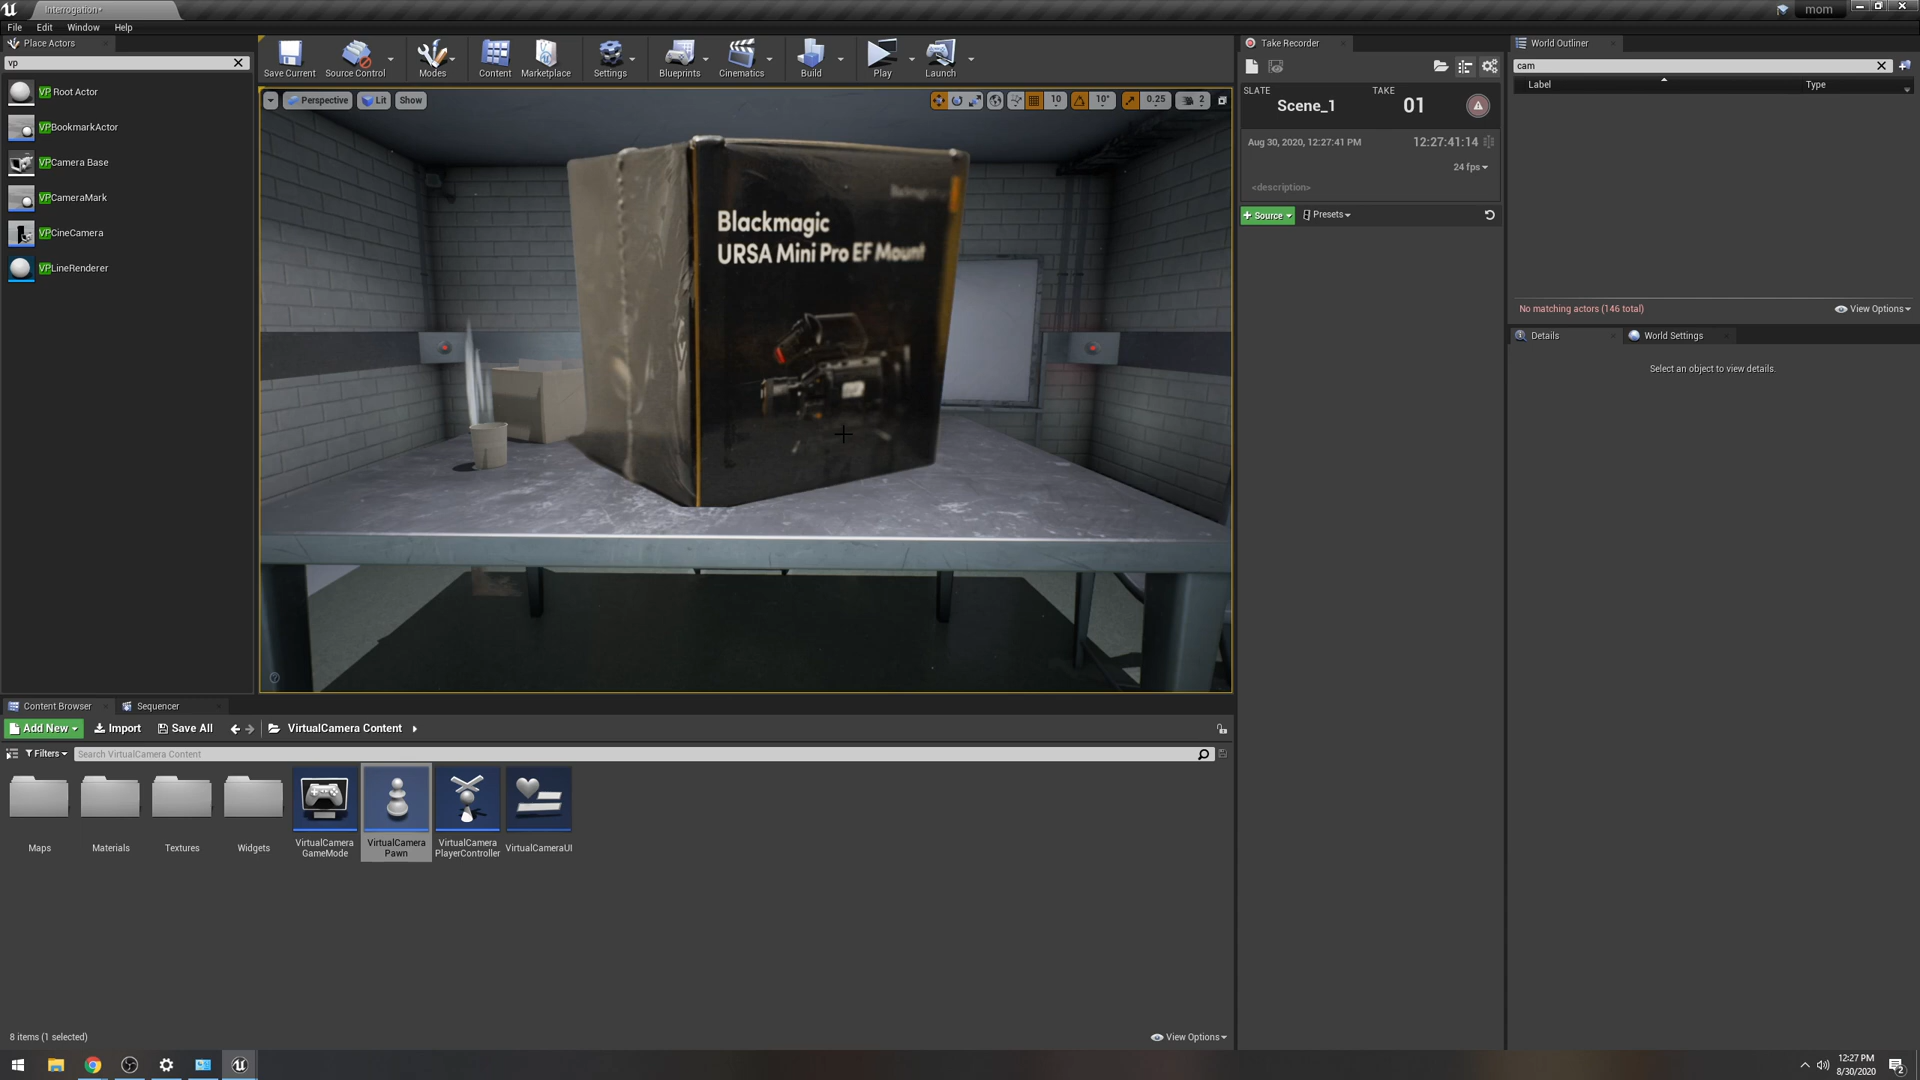 Interrogation•
mom
File Edit Window Help
Place Actors
vp
VP Root Actor
VPBookmarkActor
VPCamera Base
VPCameraMark
VPCineCamera
VPLineRenderer
Save Current
Source Control
Modes
Content
Marketplace
Settings
Blueprints
Cinematics
Build
Play
Launch
Perspective
Lit
Show
10
10°
0.25
2
Blackmagic
URSA Mini Pro EF Mount
Take Recorder
SLATE
Scene_1
TAKE
01
Aug 30, 2020, 12:27:41 PM
12:27:41:14
24 fps
<description>
Source
Presets
World Outliner
cam
Label
Type
No matching actors (146 total)
View Options
Details
World Settings
Select an object to view details.
Content Browser
Sequencer
Add New
Import
Save All
VirtualCamera Content
Filters
Search VirtualCamera Content
Maps
Materials
Textures
Widgets
VirtualCamera
GameMode
VirtualCamera
Pawn
VirtualCamera
PlayerController
VirtualCameraUI
8 items (1 selected)
View Options
12:27 PM
8/30/2020
2